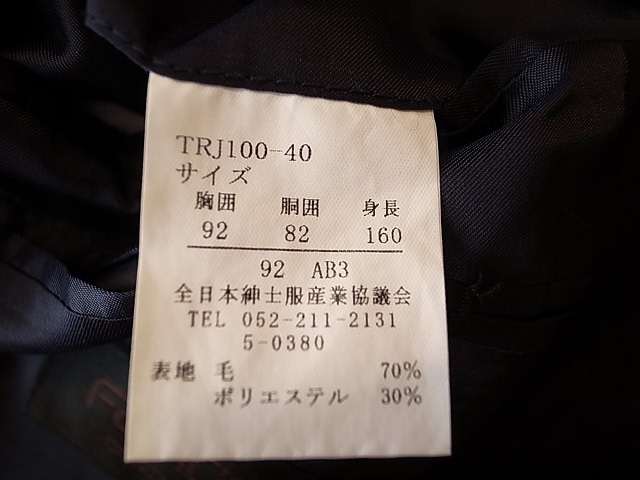 TRJ100-40
サイズ
胸囲 胴囲 身長
92 82 160
92 AB3
全日本紳士服産業協議会
TEL 052-211-2131
5-0380
表地 毛 70%
ポリエステル 30%